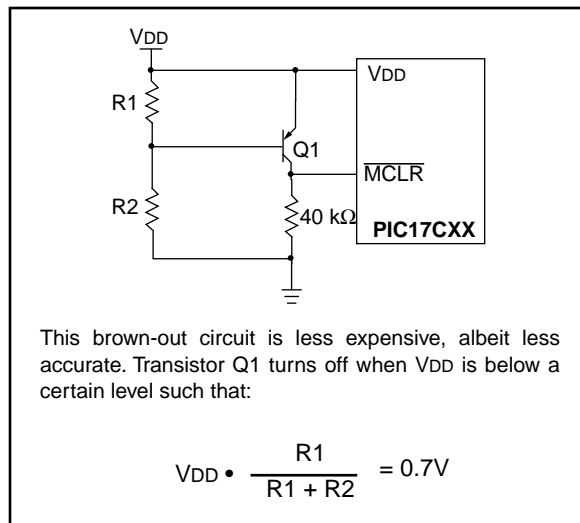 VDD
R1
VDD
Q1
MCLR
R2
40 kΩ
PIC17CXX
This brown-out circuit is less expensive, albeit less
accurate. Transistor Q1 turns off when VDD is below a
certain level such that:
VDD • R1 / R1 + R2 = 0.7V